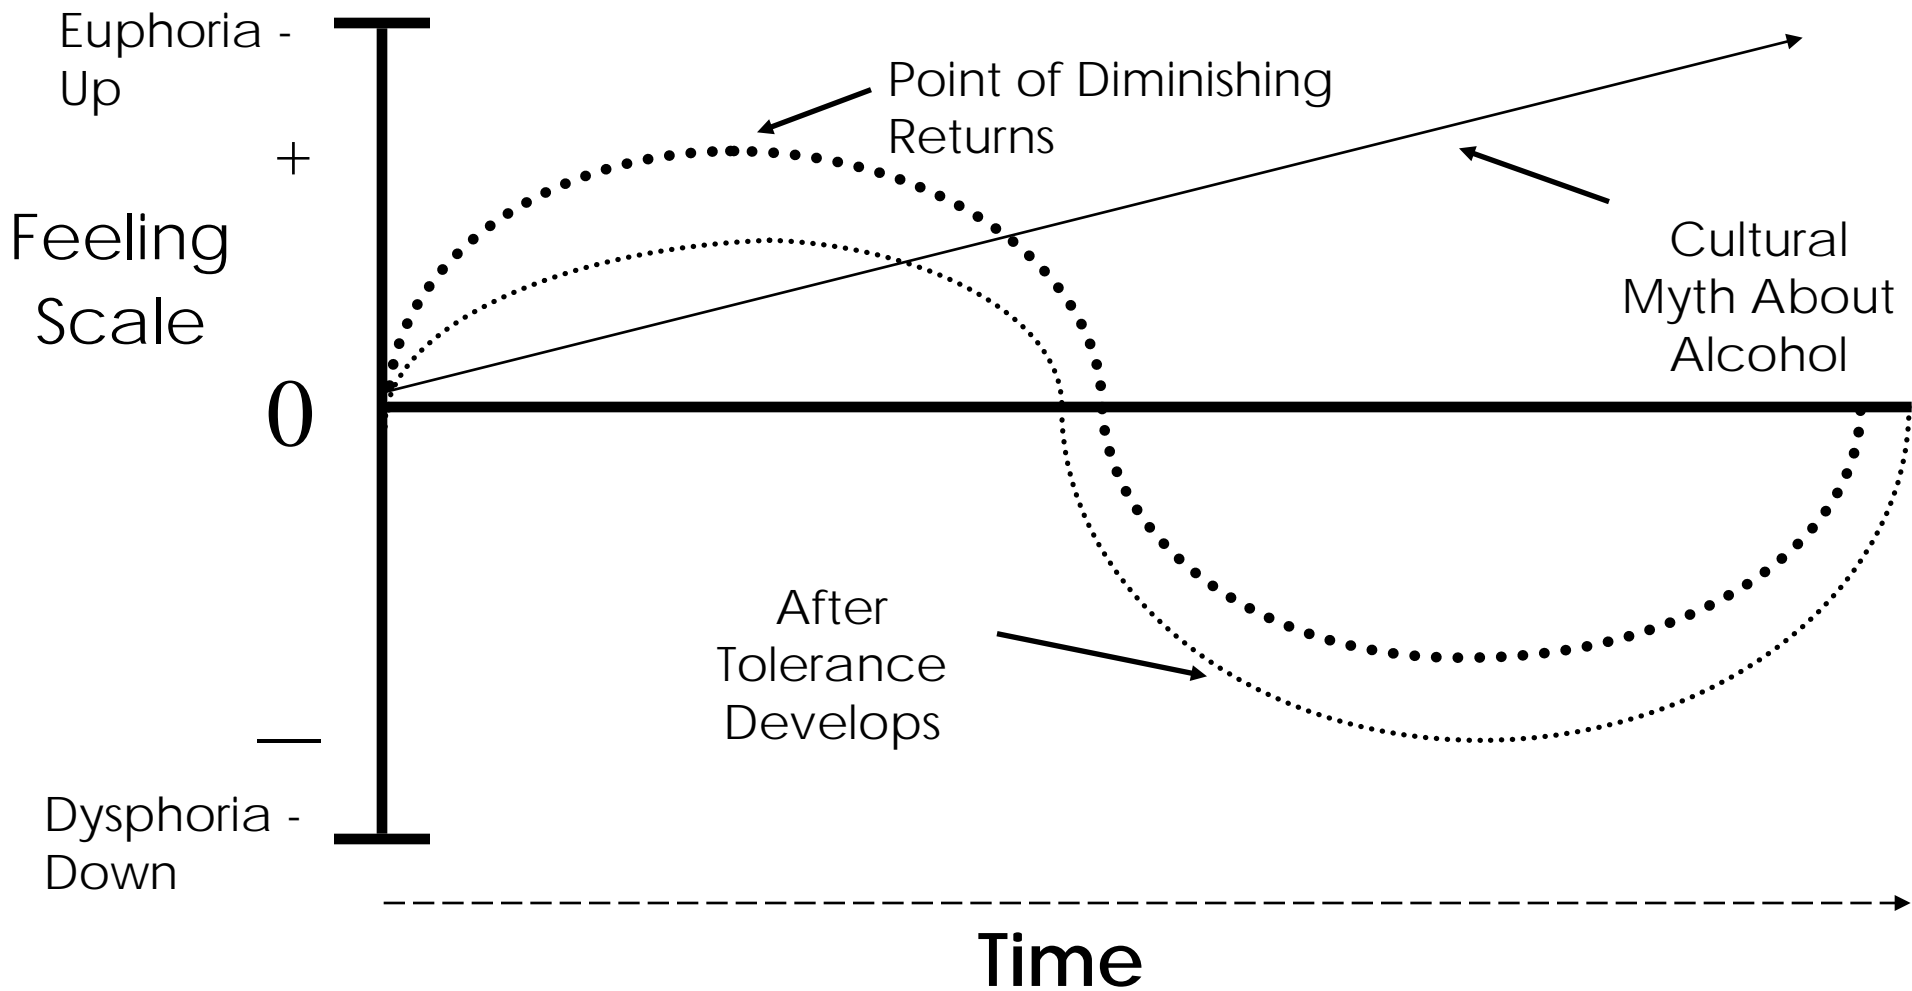 Euphoria -
Up
+
Feeling
Scale
0
—
Dysphoria -
Down
Point of Diminishing
Returns
Cultural
Myth About
Alcohol
After
Tolerance
Develops
Time